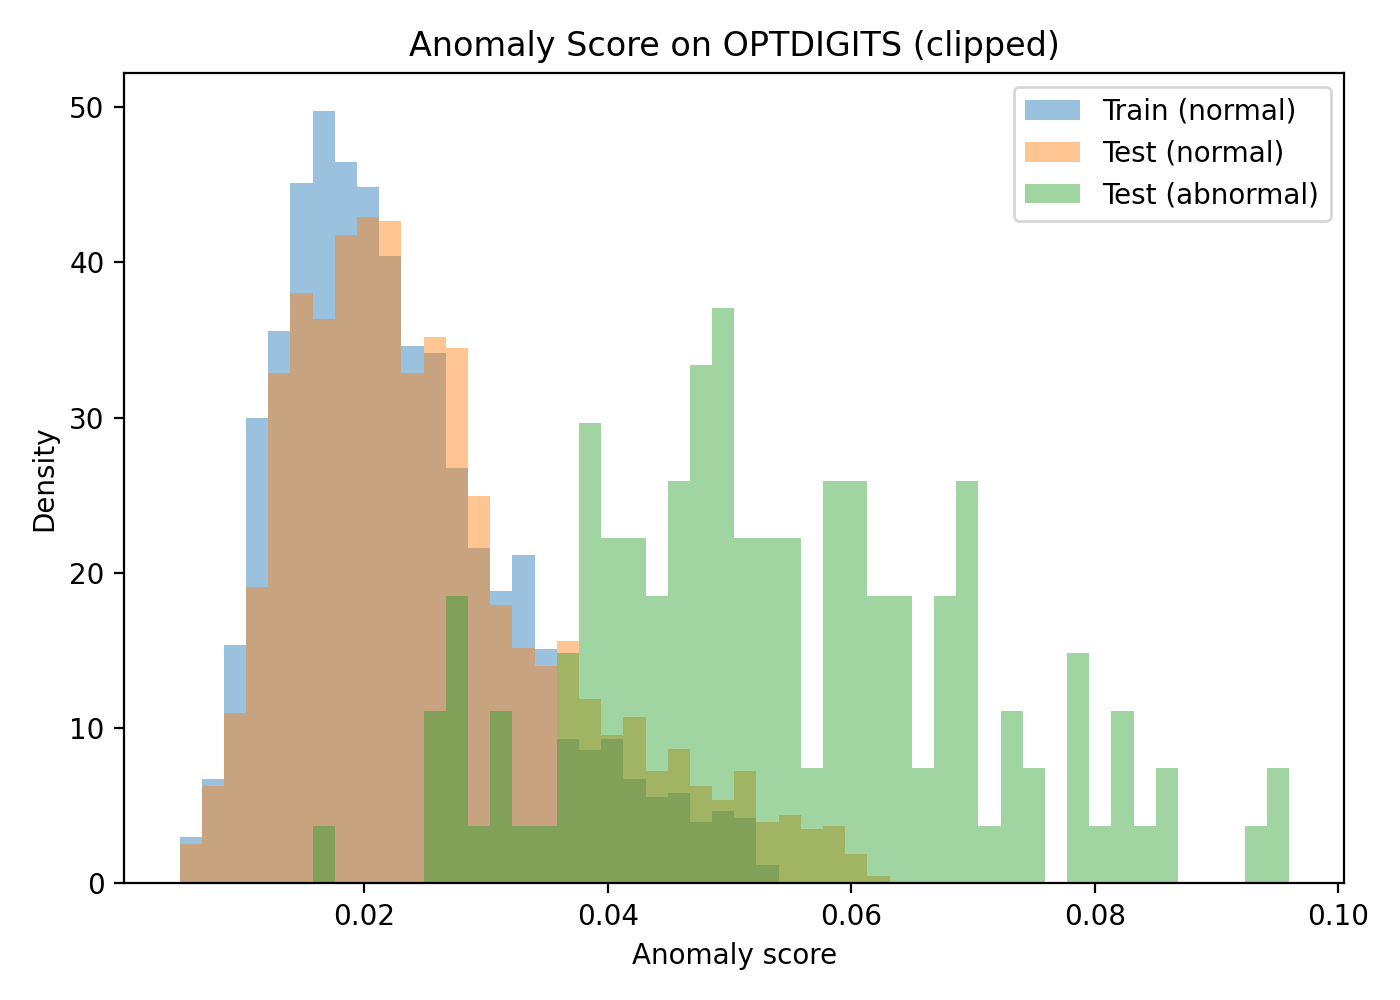 Anomaly Score on OPTDIGITS (clipped)
Train (normal)
Test (normal)
Test (abnormal)
Density
50
40
30
20
10
0
0.02 0.04 0.06 0.08 0.10
Anomaly score